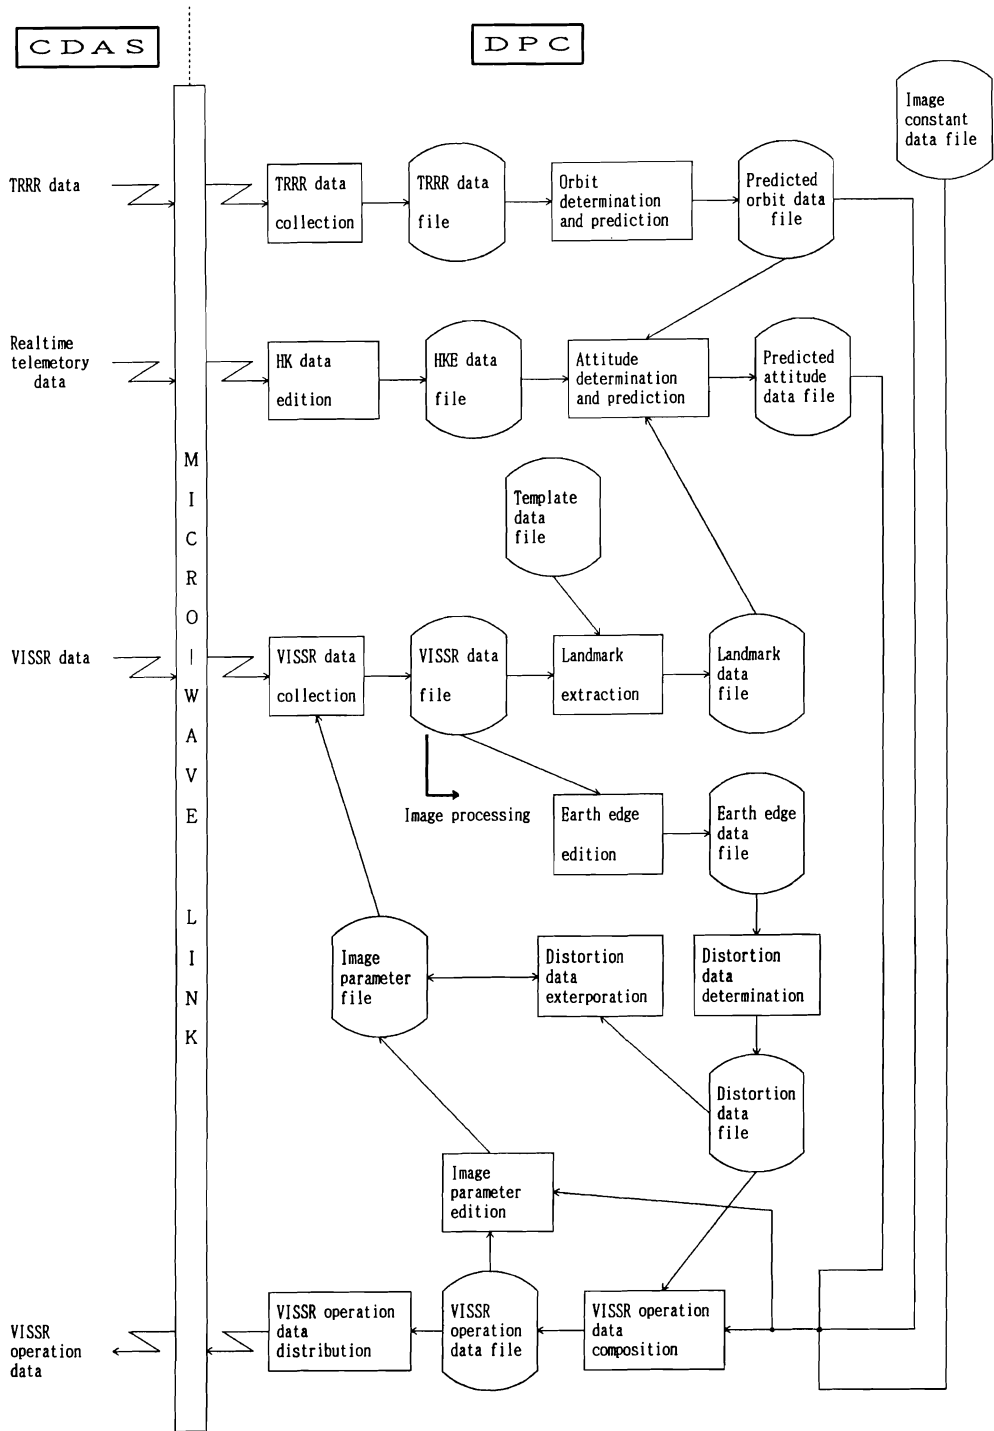 CDAS
DPC
Image
constant
data file
TRRR data
TRRR data
collection
TRRR data
file
Orbit
determination
and prediction
Predicted
orbit data
file
Realtime
telemetory
data
HK data
edition
HKE data
file
Attitude
determination
and prediction
Predicted
attitude
data file
MICRO-WAVE LINK
Template
data
file
VISSR data
VISSR data
collection
VISSR data
file
Landmark
extraction
Landmark
data
file
Image processing
Earth edge
edition
Earth edge
data
file
Image
parameter
file
Distortion
data
exterporation
Distortion
data
determination
Distortion
data
file
Image
parameter
edition
VISSR
operation
data
VISSR operation
data
distribution
VISSR
operation
data file
VISSR operation
data
composition